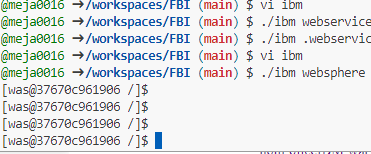 @meja0016 ➜/workspaces/FBI (main) $ vi ibm
@meja0016 ➜/workspaces/FBI (main) $ ./ibm webservice
@meja0016 ➜/workspaces/FBI (main) $ ./ibm .webservic
@meja0016 ➜/workspaces/FBI (main) $ vi ibm
@meja0016 ➜/workspaces/FBI (main) $ ./ibm websphere
[was@37670c961906 /]$
[was@37670c961906 /]$
[was@37670c961906 /]$
[was@37670c961906 /]$